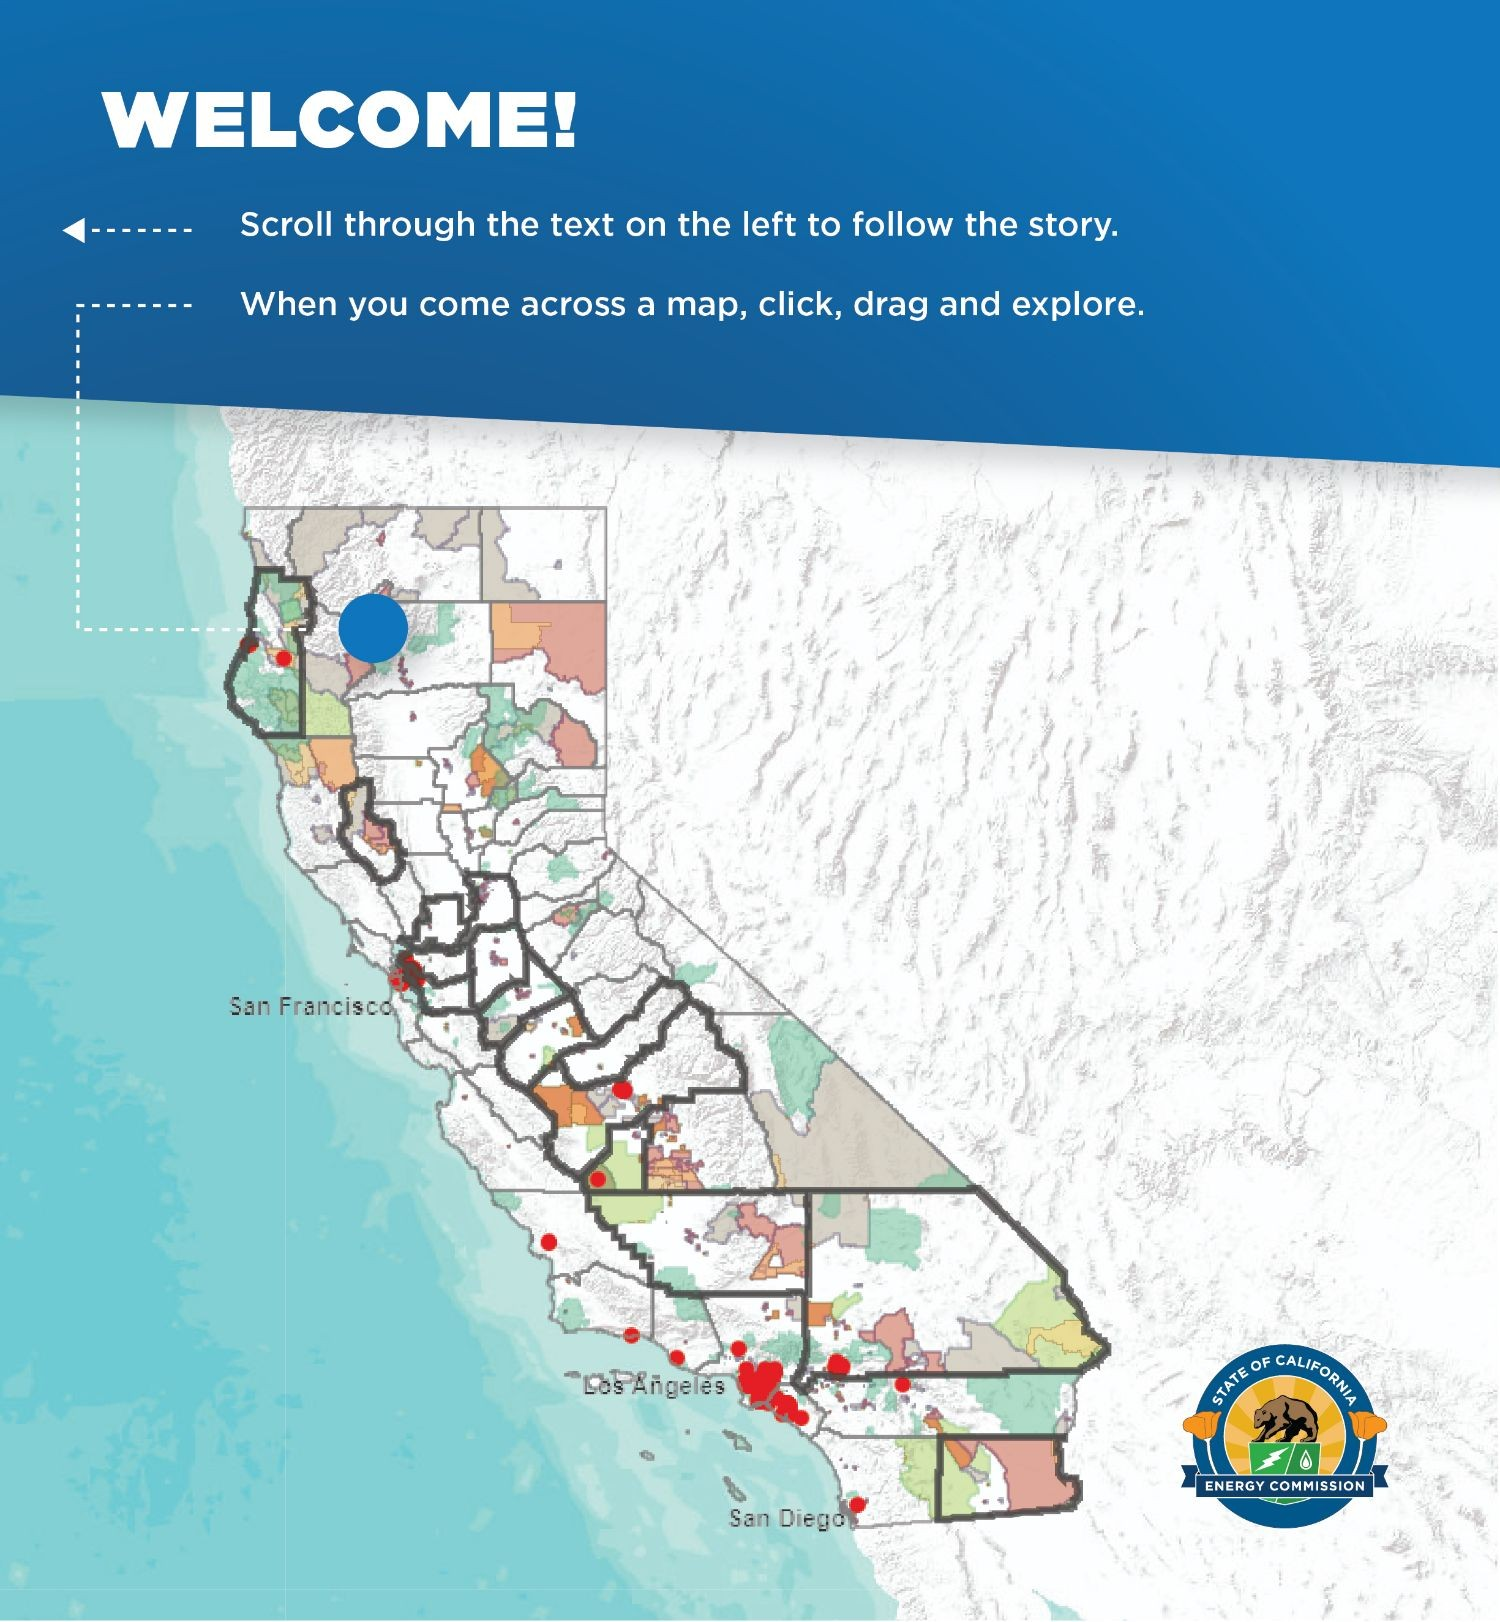 WELCOME!
Scroll through the text on the left to follow the story.
When you come across a map, click, drag and explore.
San Francisco
Los Angeles
San Diego
STATE OF CALIFORNIA
ENERGY COMMISSION